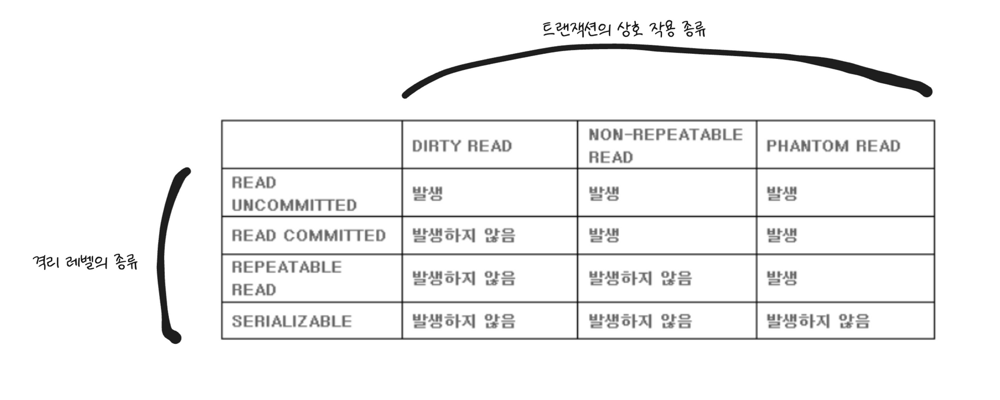 트랜잭션의 상호 작용 종류
DIRTY READ
NON-REPEATABLE
READ
PHANTOM READ
READ
UNCOMMITTED
발생
발생
발생
READ COMMITTED
발생하지 않음
발생
발생
격리 레벨의 종류
REPEATABLE
READ
발생하지 않음
발생하지 않음
발생
SERIALIZABLE
발생하지 않음
발생하지 않음
발생하지 않음